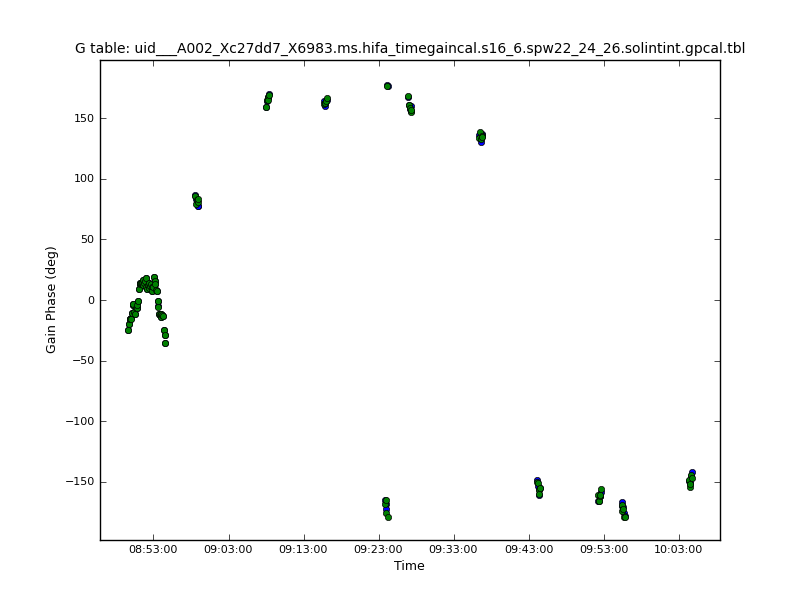 G table: uid___A002_Xc27dd7_X6983.ms.hifa_timegaincal.s16_6.spw22_24_26.solintint.gpcal.tbl
Gain Phase (deg)
150
100
50
0
−50
−100
−150
08:53:00 09:03:00 09:13:00 09:23:00 09:33:00 09:43:00 09:53:00 10:03:00
Time